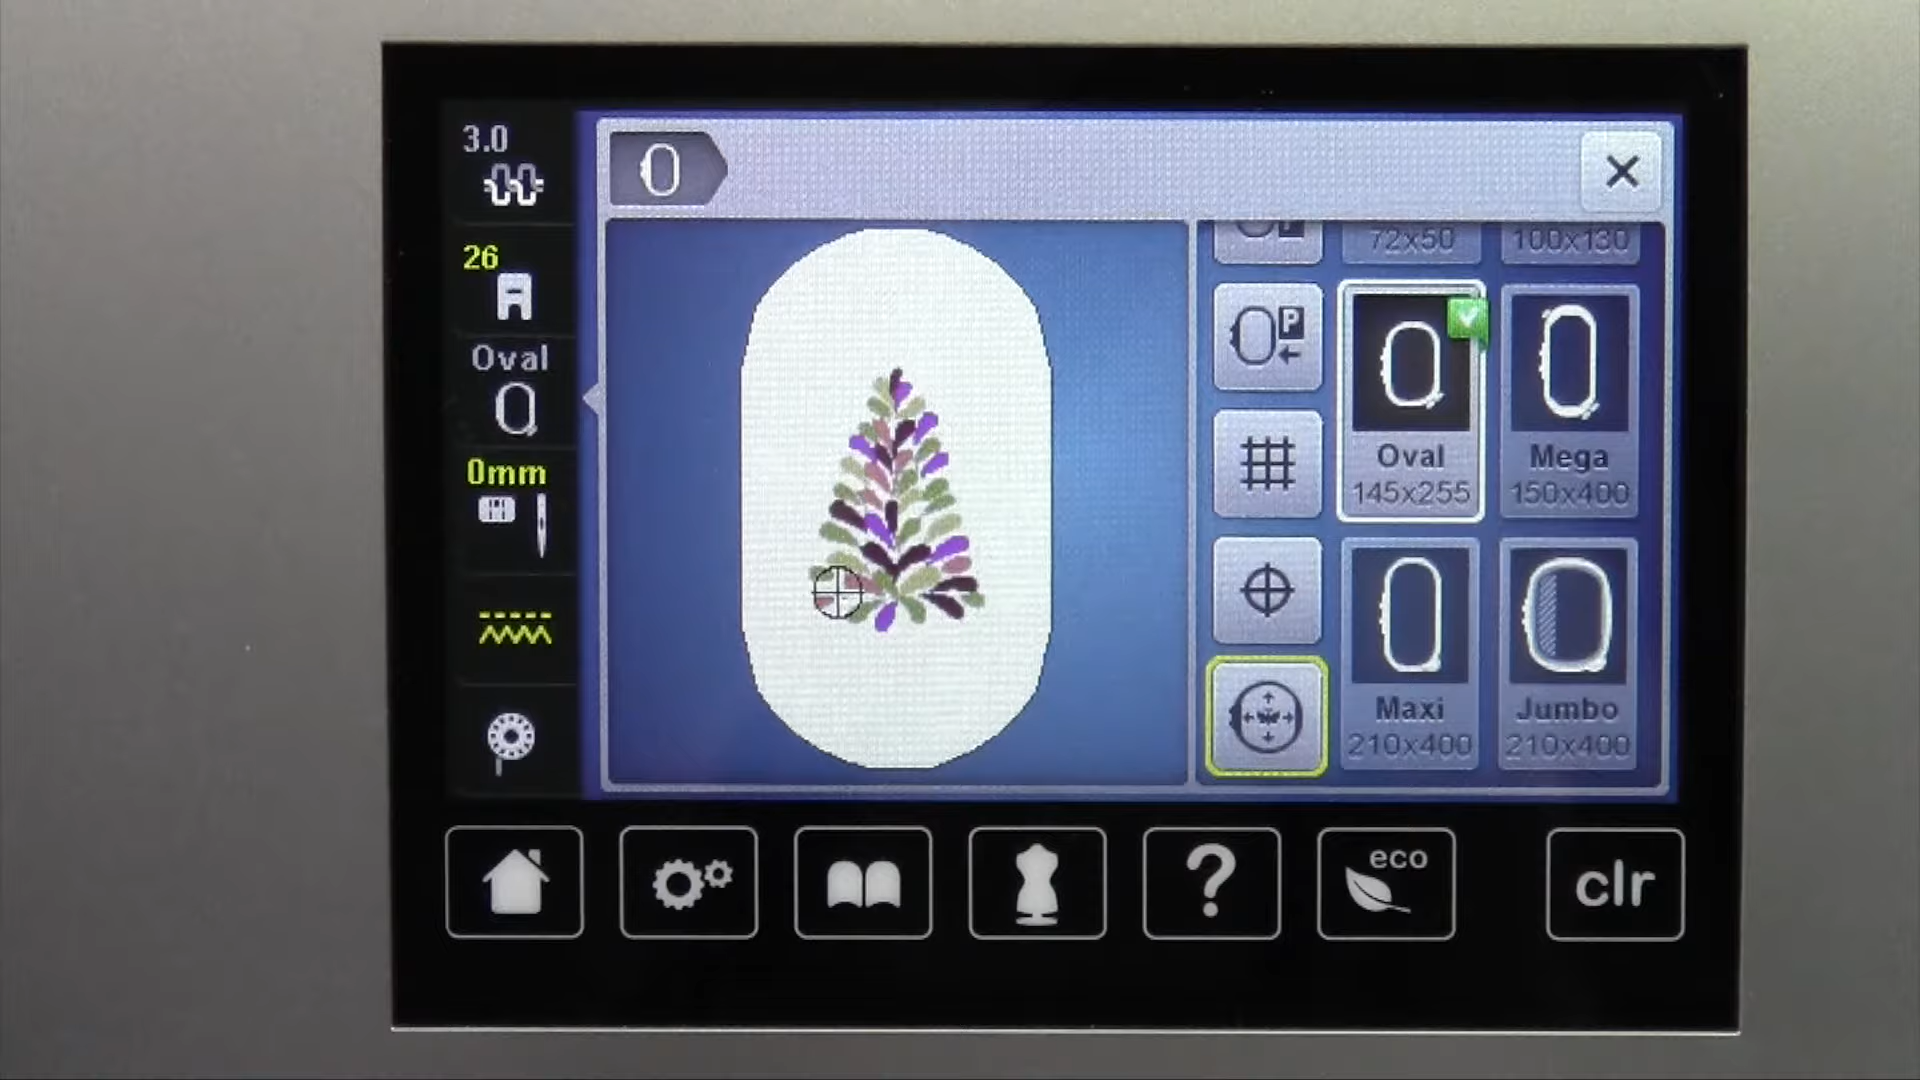 3.0
26
Oval
0mm
P
72x50
100x130
P
Oval
145x255
Mega
150x400
Maxi
210x400
Jumbo
210x400
?
eco
clr